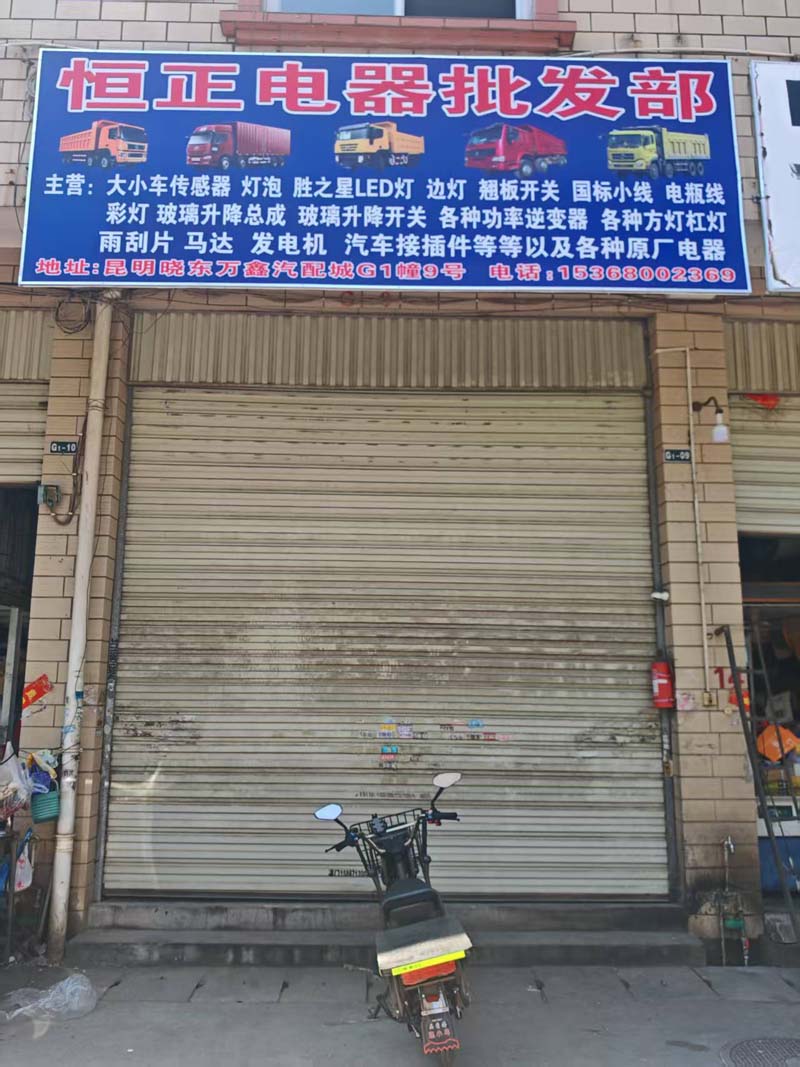 恒正电器批发部
主营：大小车传感器 灯泡 胜之星LED灯 边灯 翘板开关 国标小线 电瓶线
彩灯 玻璃升降总成 玻璃升降开关 各种功率逆变器 各种方灯杠灯
雨刮片 马达 发电机 汽车接插件等等以及各种原厂电器
地址：昆明晓东万鑫汽配城G1幢9号 电话：15368002369
G1-10
G1-09
14